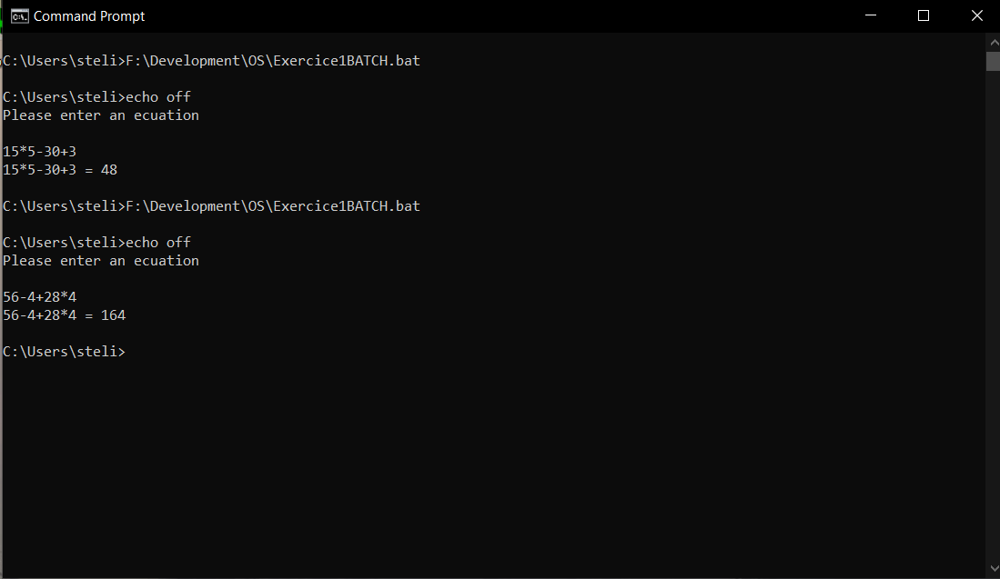 Command Prompt
C:\Users\steli>F:\Development\OS\Exercice1BATCH.bat
C:\Users\steli>echo off
Please enter an ecuation
15*5-30+3
15*5-30+3 = 48
C:\Users\steli>F:\Development\OS\Exercice1BATCH.bat
C:\Users\steli>echo off
Please enter an ecuation
56-4+28*4
56-4+28*4 = 164
C:\Users\steli>